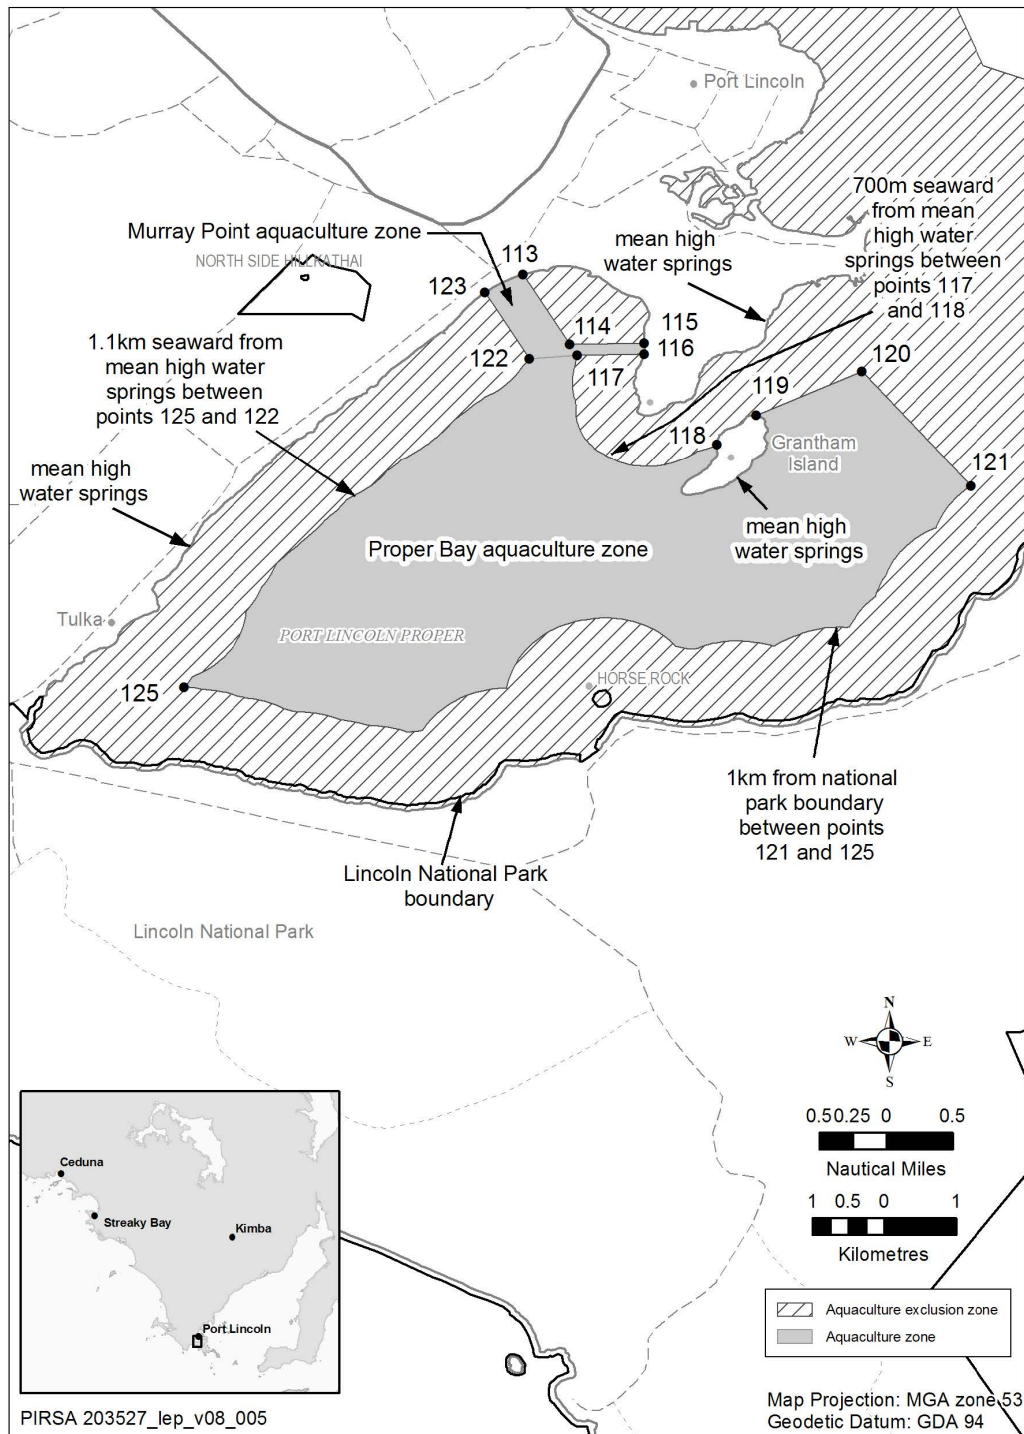 Port Lincoln
700m seaward
from mean
high water
springs between
points 117
and 118
mean high
water springs
Murray Point aquaculture zone
NORTH SIDE HILL KATHAI
113
123
114
115
116
122
117
120
119
118
Grantham
Island
121
1.1km seaward from
mean high water
springs between
points 125 and 122
mean high
water springs
mean high
water springs
Proper Bay aquaculture zone
Tulka
PORT LINCOLN PROPER
125
HORSE ROCK
1km from national
park boundary
between points
121 and 125
Lincoln National Park
boundary
Lincoln National Park
N
W
E
S
0.5 0.25 0 0.5
Nautical Miles
1 0.5 0 1
Kilometres
Aquaculture exclusion zone
Aquaculture zone
Ceduna
Streaky Bay
Kimba
Port Lincoln
PIRSA 203527_lep_v08_005
Map Projection: MGA zone 53
Geodetic Datum: GDA 94